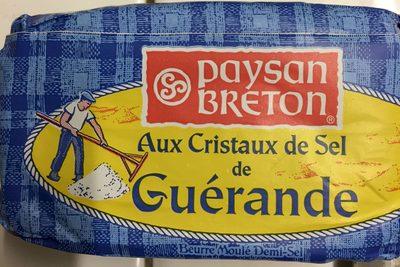 paysan
BRETON
®
Aux Cristaux de Sel
de
Guérande
Beurre Moulé Demi-Sel